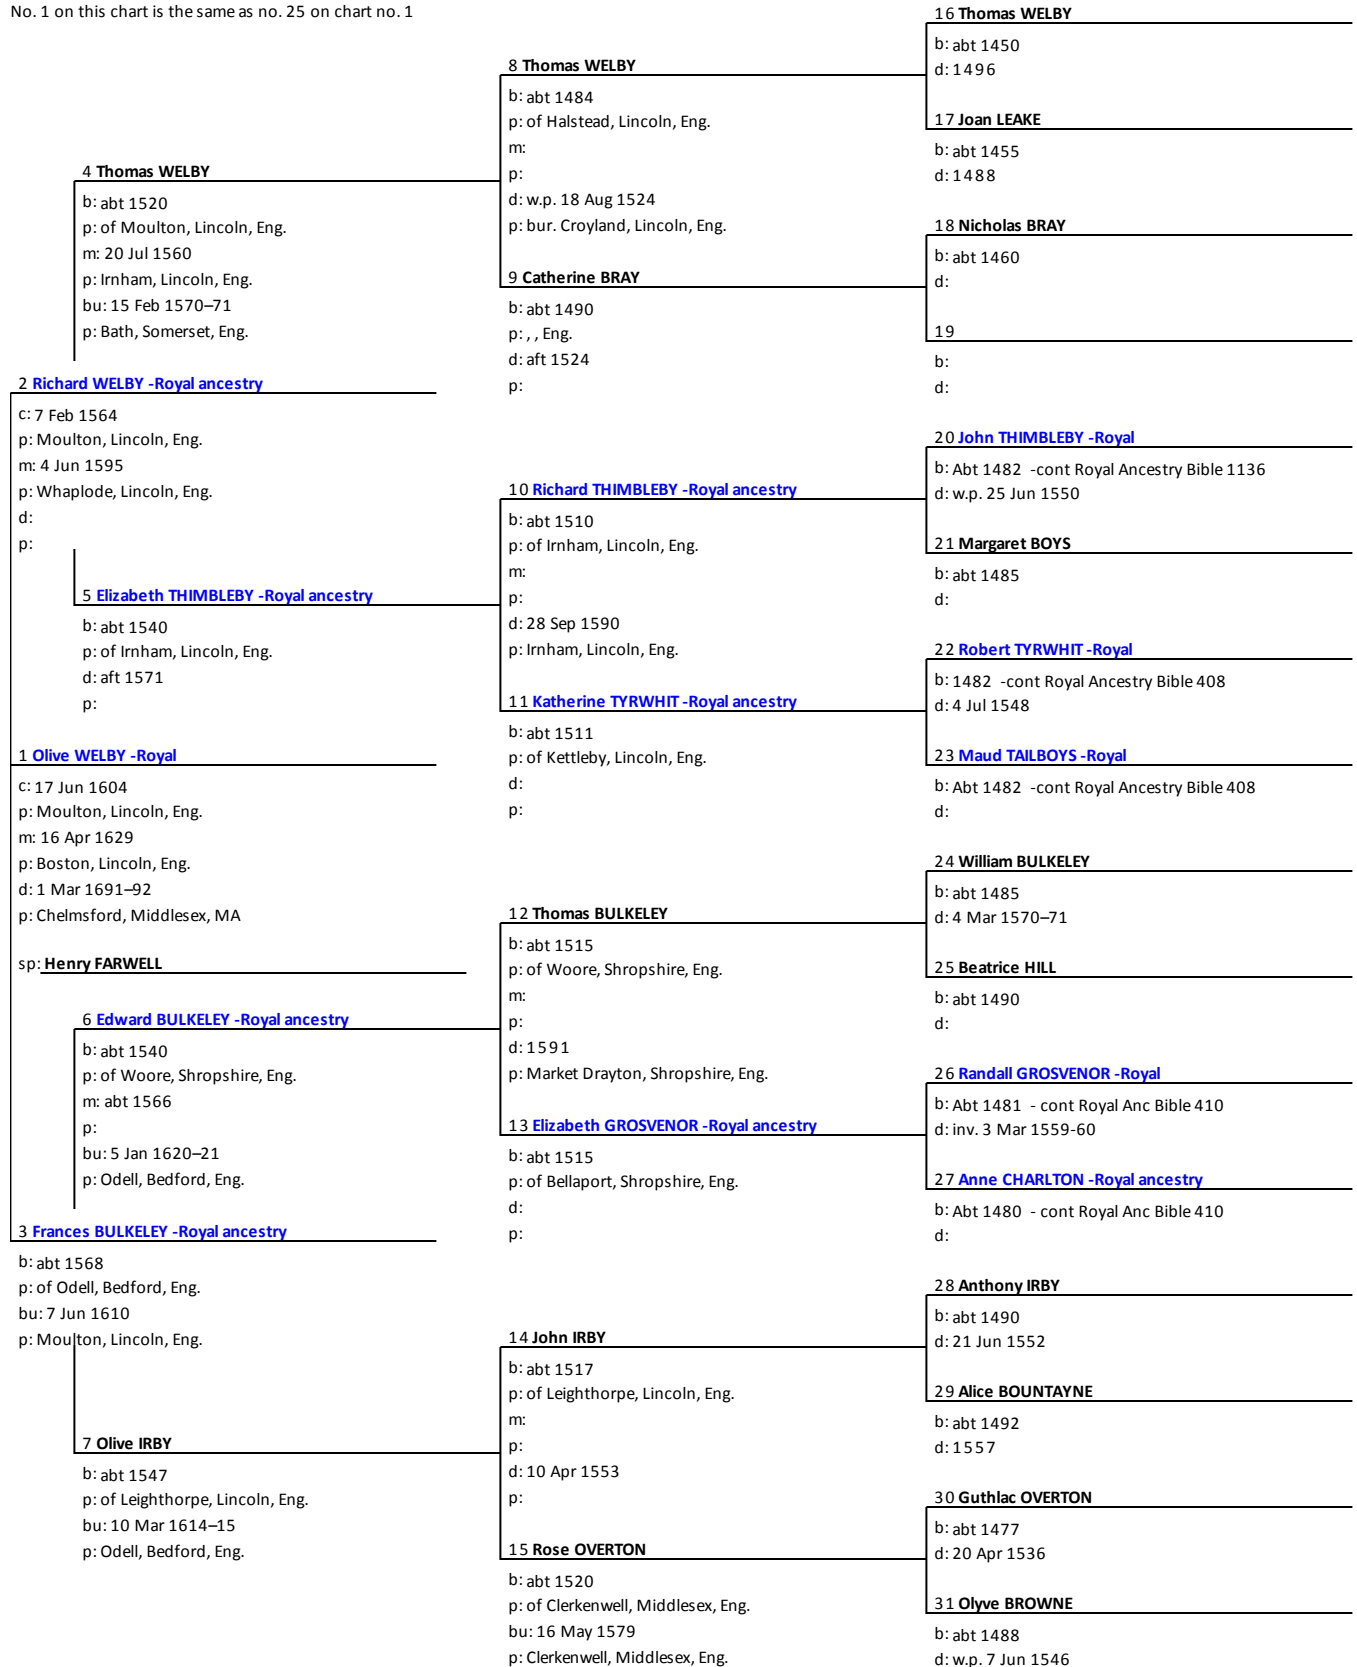 No. 1 on this chart is the same as no. 25 on chart no. 1
16 Thomas WELBY
b: abt 1450
d: 1496
8 Thomas WELBY
b: abt 1484
p: of Halstead, Lincoln, Eng.
m:
p:
d: w.p. 18 Aug 1524
p: bur. Croyland, Lincoln, Eng.
17 Joan LEAKE
b: abt 1455
d: 1488
4 Thomas WELBY
b: abt 1520
p: of Moulton, Lincoln, Eng.
m: 20 Jul 1560
p: Irnham, Lincoln, Eng.
bu: 15 Feb 1570–71
p: Bath, Somerset, Eng.
18 Nicholas BRAY
b: abt 1460
d:
9 Catherine BRAY
b: abt 1490
p: , , Eng.
d: aft 1524
p:
19
b:
d:
2 Richard WELBY -Royal ancestry
c: 7 Feb 1564
p: Moulton, Lincoln, Eng.
m: 4 Jun 1595
p: Whaplode, Lincoln, Eng.
d:
p:
20 John THIMBLEBY -Royal
b: Abt 1482  -cont Royal Ancestry Bible 1136
d: w.p. 25 Jun 1550
10 Richard THIMBLEBY -Royal ancestry
b: abt 1510
p: of Irnham, Lincoln, Eng.
m:
p:
d: 28 Sep 1590
p: Irnham, Lincoln, Eng.
21 Margaret BOYS
b: abt 1485
d:
5 Elizabeth THIMBLEBY -Royal ancestry
b: abt 1540
p: of Irnham, Lincoln, Eng.
d: aft 1571
p:
22 Robert TYRWHIT -Royal
b: 1482  -cont Royal Ancestry Bible 408
d: 4 Jul 1548
11 Katherine TYRWHIT -Royal ancestry
b: abt 1511
p: of Kettleby, Lincoln, Eng.
d:
p:
23 Maud TAILBOYS -Royal
b: Abt 1482  -cont Royal Ancestry Bible 408
d:
1 Olive WELBY -Royal
c: 17 Jun 1604
p: Moulton, Lincoln, Eng.
m: 16 Apr 1629
p: Boston, Lincoln, Eng.
d: 1 Mar 1691–92
p: Chelmsford, Middlesex, MA
sp: Henry FARWELL
24 William BULKELEY
b: abt 1485
d: 4 Mar 1570–71
12 Thomas BULKELEY
b: abt 1515
p: of Woore, Shropshire, Eng.
m:
p:
d: 1591
p: Market Drayton, Shropshire, Eng.
25 Beatrice HILL
b: abt 1490
d:
6 Edward BULKELEY -Royal ancestry
b: abt 1540
p: of Woore, Shropshire, Eng.
m: abt 1566
p:
bu: 5 Jan 1620–21
p: Odell, Bedford, Eng.
26 Randall GROSVENOR -Royal
b: Abt 1481  - cont Royal Anc Bible 410
d: inv. 3 Mar 1559-60
13 Elizabeth GROSVENOR -Royal ancestry
b: abt 1515
p: of Bellaport, Shropshire, Eng.
d:
p:
27 Anne CHARLTON -Royal ancestry
b: Abt 1480  - cont Royal Anc Bible 410
d:
3 Frances BULKELEY -Royal ancestry
b: abt 1568
p: of Odell, Bedford, Eng.
bu: 7 Jun 1610
p: Moulton, Lincoln, Eng.
28 Anthony IRBY
b: abt 1490
d: 21 Jun 1552
14 John IRBY
b: abt 1517
p: of Leighthorpe, Lincoln, Eng.
m:
p:
d: 10 Apr 1553
p:
29 Alice BOUNTAYNE
b: abt 1492
d: 1557
7 Olive IRBY
b: abt 1547
p: of Leighthorpe, Lincoln, Eng.
bu: 10 Mar 1614–15
p: Odell, Bedford, Eng.
30 Guthlac OVERTON
b: abt 1477
d: 20 Apr 1536
15 Rose OVERTON
b: abt 1520
p: of Clerkenwell, Middlesex, Eng.
bu: 16 May 1579
p: Clerkenwell, Middlesex, Eng.
31 Olyve BROWNE
b: abt 1488
d: w.p. 7 Jun 1546